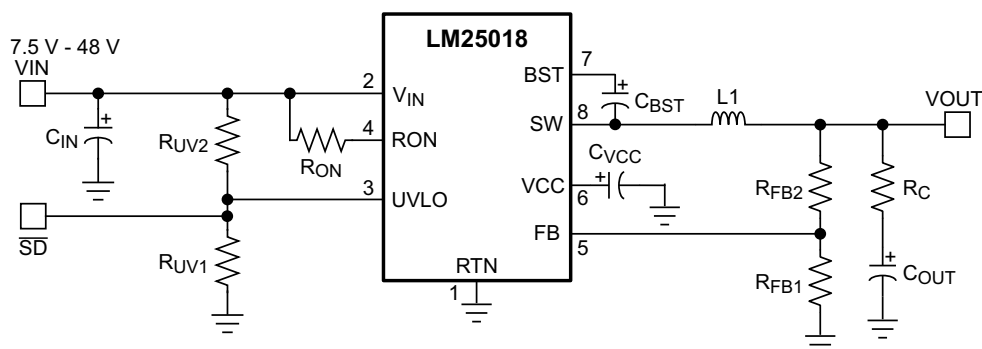 7.5 V - 48 V
VIN
LM25018
7
BST
CBST
2
VIN
8
SW
L1
VOUT
CIN
RUV2
4
RON
RON
CVCC
3
UVLO
VCC
6
RFB2
RC
SD
FB
5
RUV1
RTN
1
RFB1
COUT